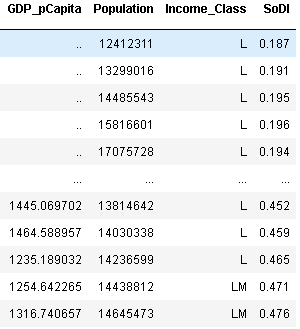 GDP_pCapita Population Income_Class SoDI
.. 12412311 L 0.187
.. 13299016 L 0.191
.. 14485543 L 0.195
.. 15816601 L 0.196
.. 17075728 L 0.194
... ... ... ...
1445.069702 13814642 L 0.452
1464.588957 14030338 L 0.459
1235.189032 14236599 L 0.465
1254.642265 14438812 LM 0.471
1316.740657 14645473 LM 0.476